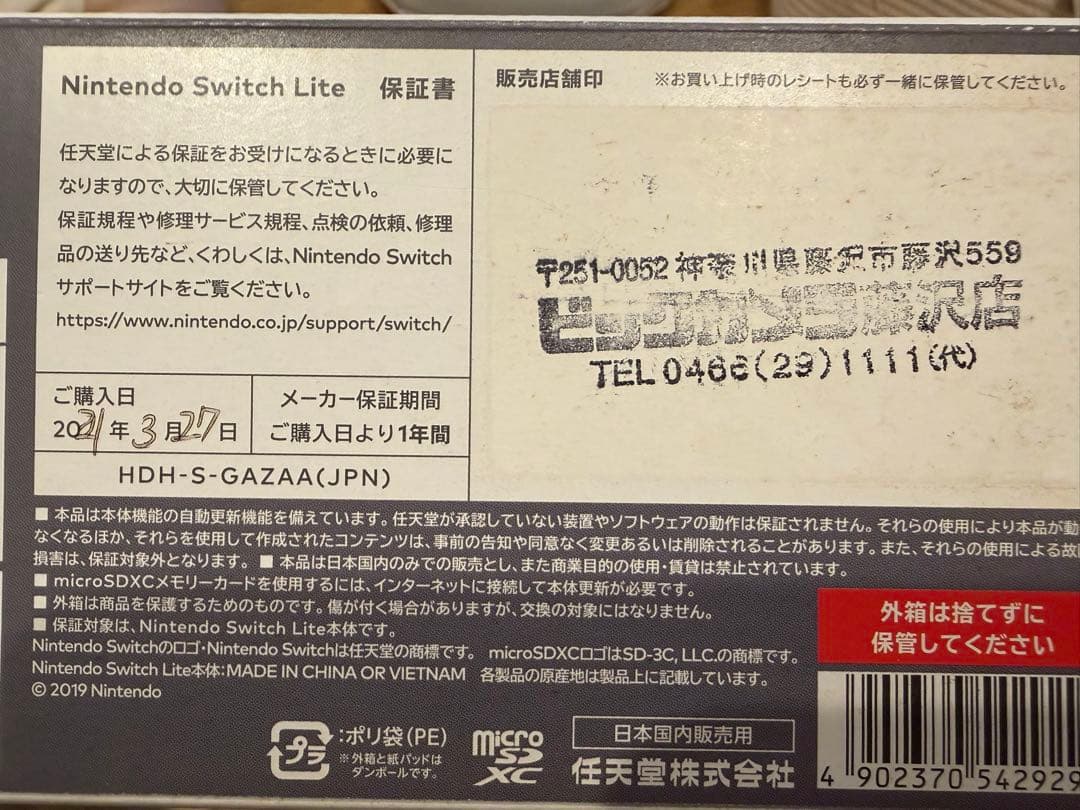 Nintendo Switch Lite 保証書
任天堂による保証をお受けになるときに必要に
なりますので、大切に保管してください。
保証規程や修理サービス規程、点検の依頼、修理
品の送り先など、くわしくは、Nintendo Switch
サポートサイトをご覧ください。
https://www.nintendo.co.jp/support/switch/
ご購入日
2021年3月27日
メーカー保証期間
ご購入日より1年間
HDH-S-GAZAA(JPN)
販売店舗印 ※お買い上げ時のレシートも必ず一緒に保管してください。
〒251-0052 神奈川県藤沢市藤沢559
ビックカメラ藤沢店
TEL 0466(29)1111(代)
■ 本品は本体機能の自動更新機能を備えています。任天堂が承認していない装置やソフトウェアの動作は保証されません。それらの使用により本品が動
なくなるほか、それらを使用して作成されたコンテンツは、事前の告知や同意なく変更あるいは削除されることがあります。また、それらの使用による故
損害は、保証対象外となります。 ■ 本品は日本国内のみでの販売とし、また商業目的の使用・賃貸は禁止されています。
■ microSDXCメモリーカードを使用するには、インターネットに接続して本体更新が必要です。
■ 外箱は商品を保護するためのものです。傷が付く場合がありますが、交換の対象にはなりません。
■ 保証対象は、Nintendo Switch Lite本体です。
Nintendo Switchのロゴ・Nintendo Switchは任天堂の商標です。 microSDXCロゴはSD-3C, LLC.の商標です。
Nintendo Switch Lite本体：MADE IN CHINA OR VIETNAM 各製品の原産地は製品上に記載しています。
© 2019 Nintendo
外箱は捨てずに
保管してください
プラ
：ポリ袋(PE)
※外箱と紙パッドは
ダンボールです。
micro
SD
XC
日本国内販売用
任天堂株式会社
4 902370 542929